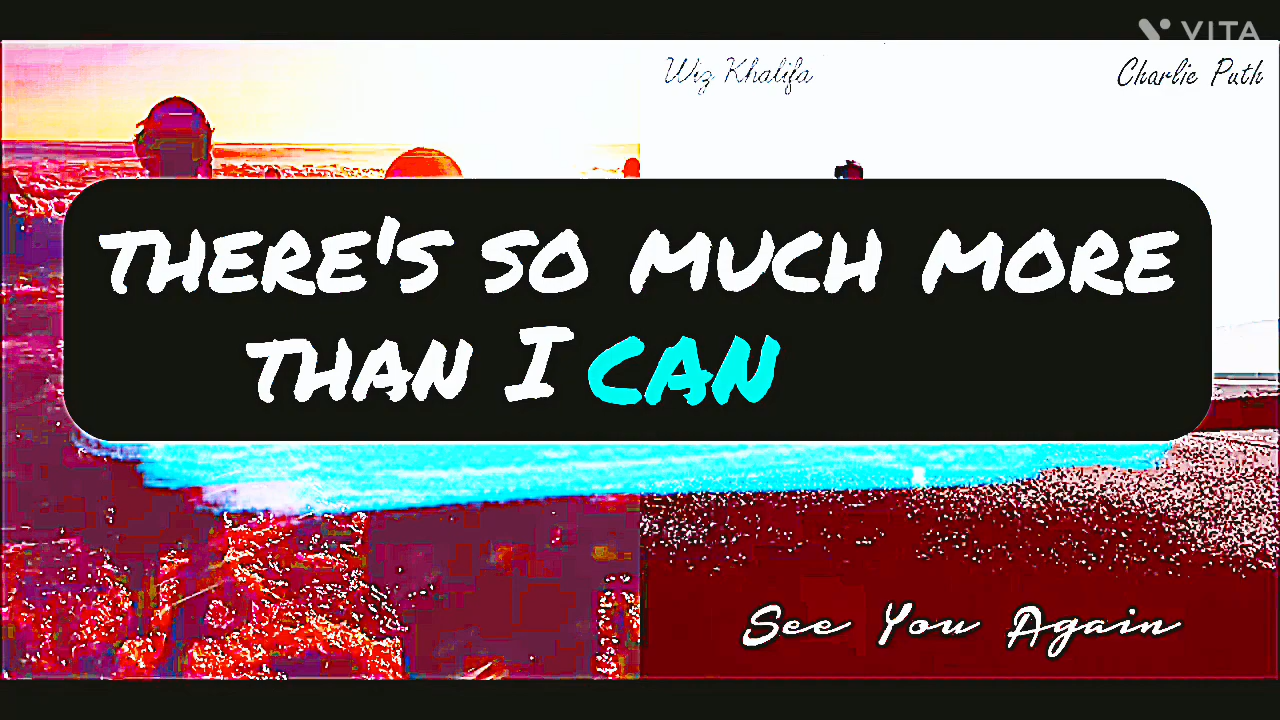 VITA
Wiz Khalifa
Charlie Puth
THERE'S SO MUCH MORE
THAN I CAN
See You Again